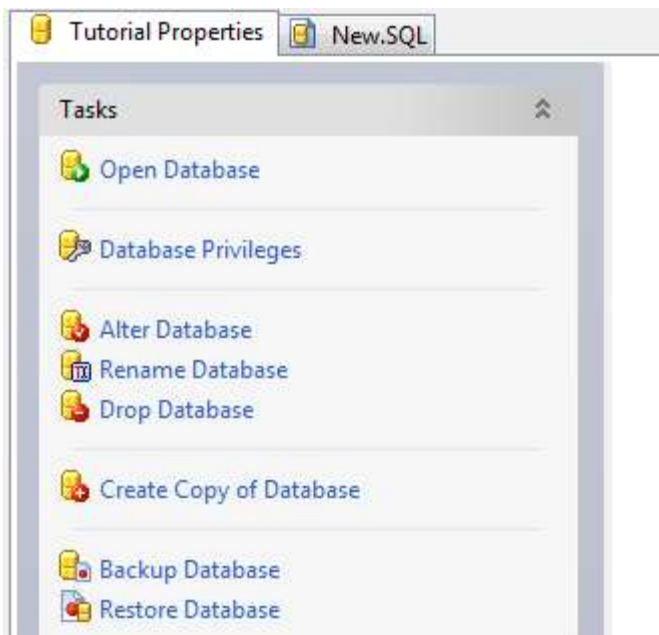 Tutorial Properties New.SQL
Tasks
Open Database
Database Privileges
Alter Database
Rename Database
Drop Database
Create Copy of Database
Backup Database
Restore Database